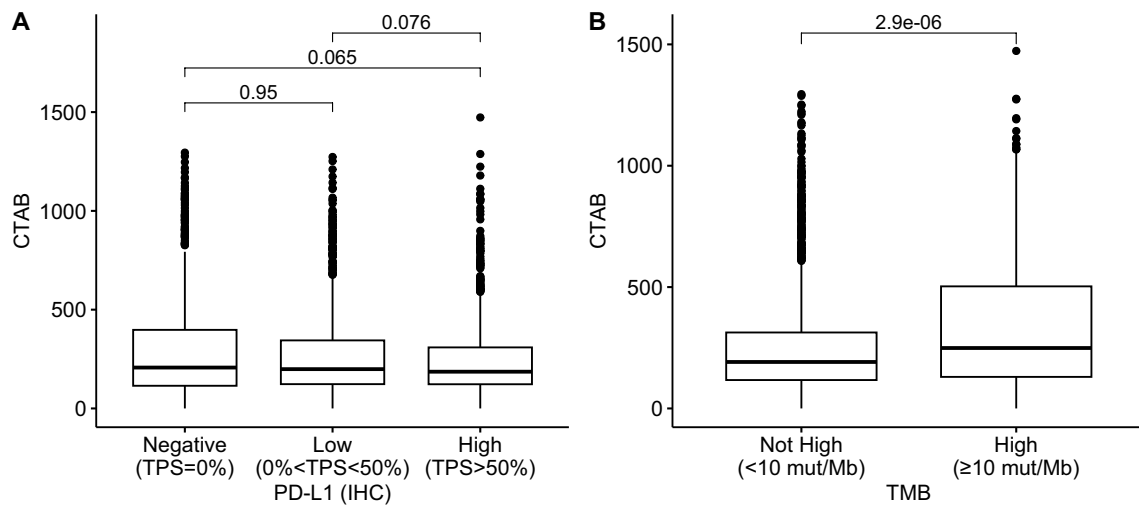 A
0.076
0.065
0.95
1500
1000
500
0
CTAB
Negative
(TPS=0%)
Low
(0%<TPS<50%)
High
(TPS>50%)
PD-L1 (IHC)
B
2.9e-06
1500
1000
500
0
CTAB
Not High
(<10 mut/Mb)
High
(≥10 mut/Mb)
TMB